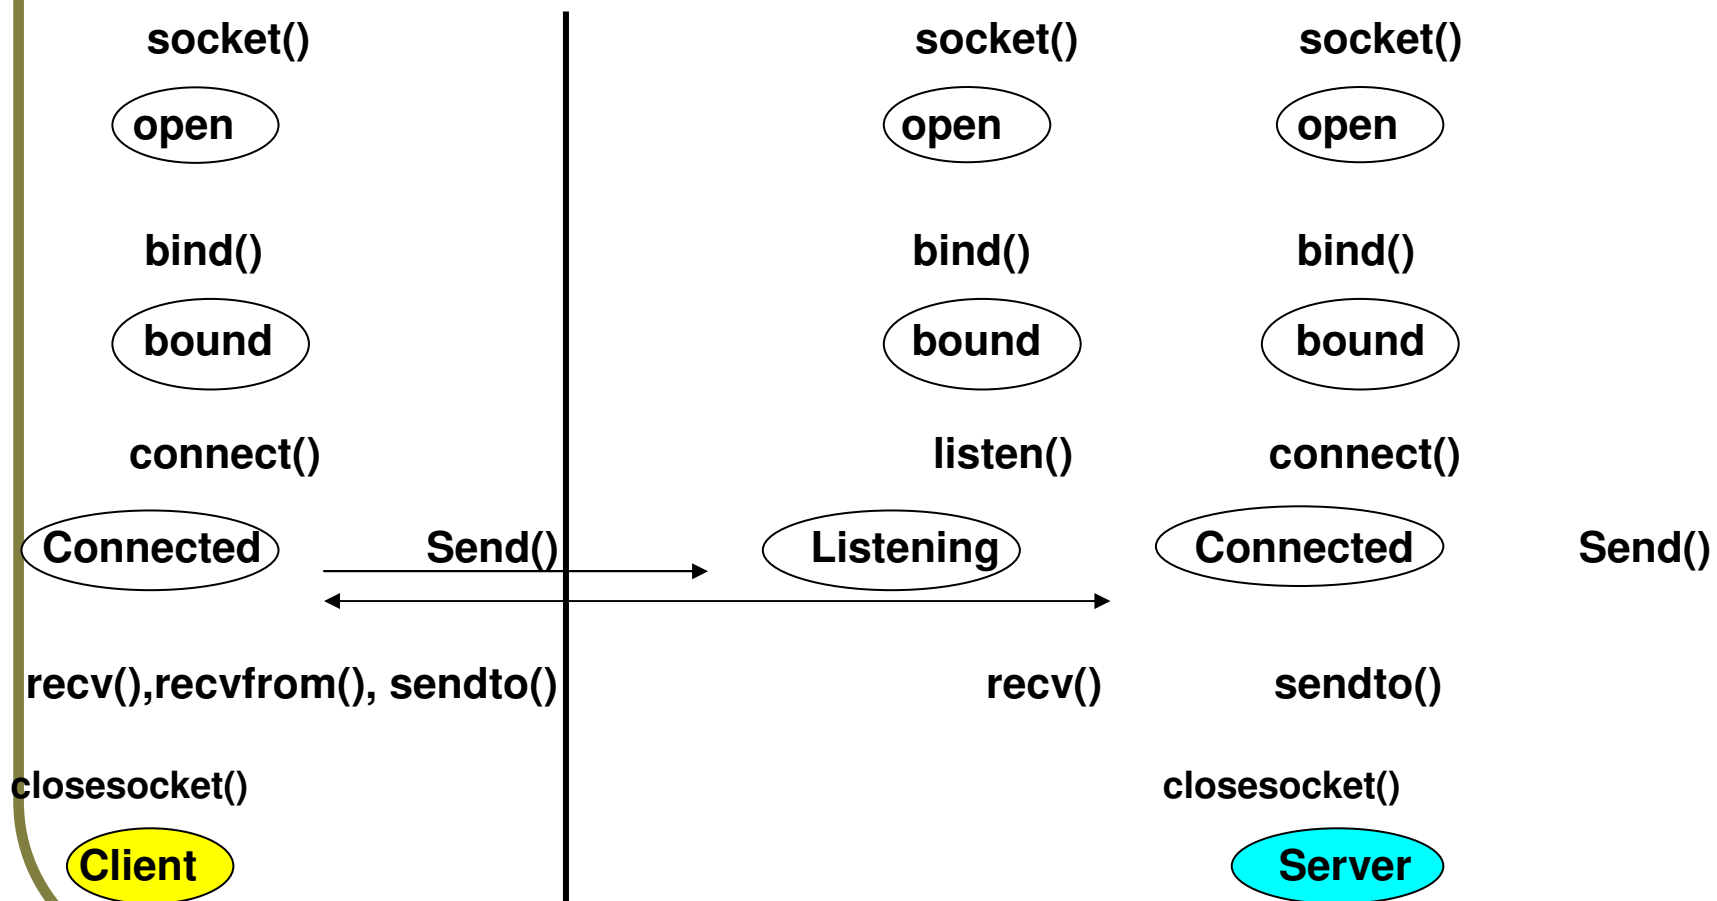 socket() socket() socket()
open open open
bind() bind() bind()
bound bound bound
connect() listen() connect()
Connected Send() Listening Connected Send()
recv(),recvfrom(), sendto() recv() sendto()
closesocket() closesocket()
Client Server